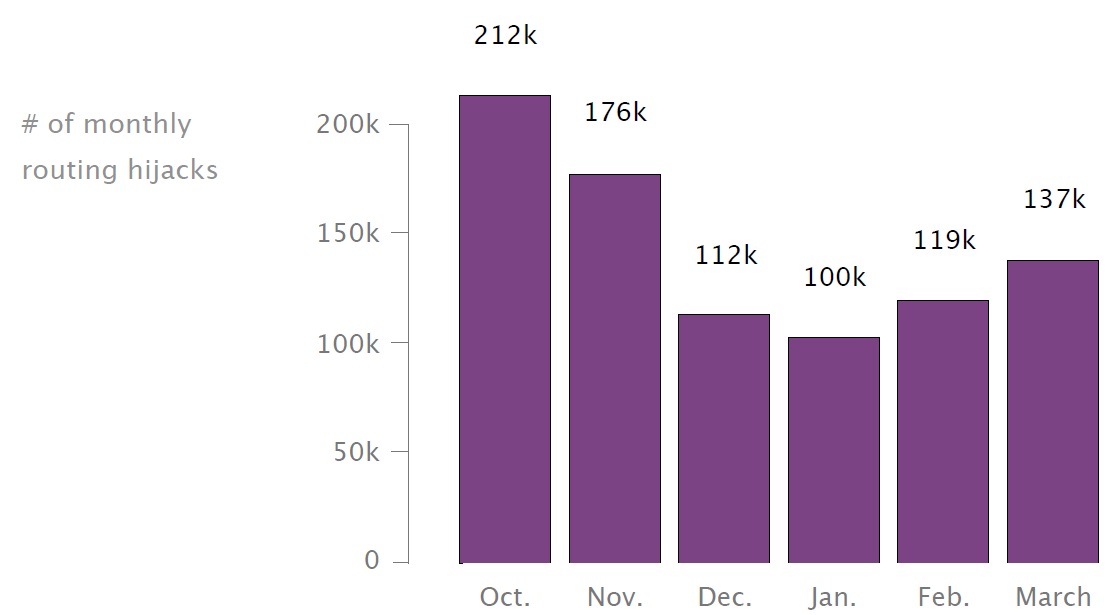 # of monthly
routing hijacks
200k
150k
100k
50k
0
212k
176k
112k
100k
119k
137k
Oct.
Nov.
Dec.
Jan.
Feb.
March